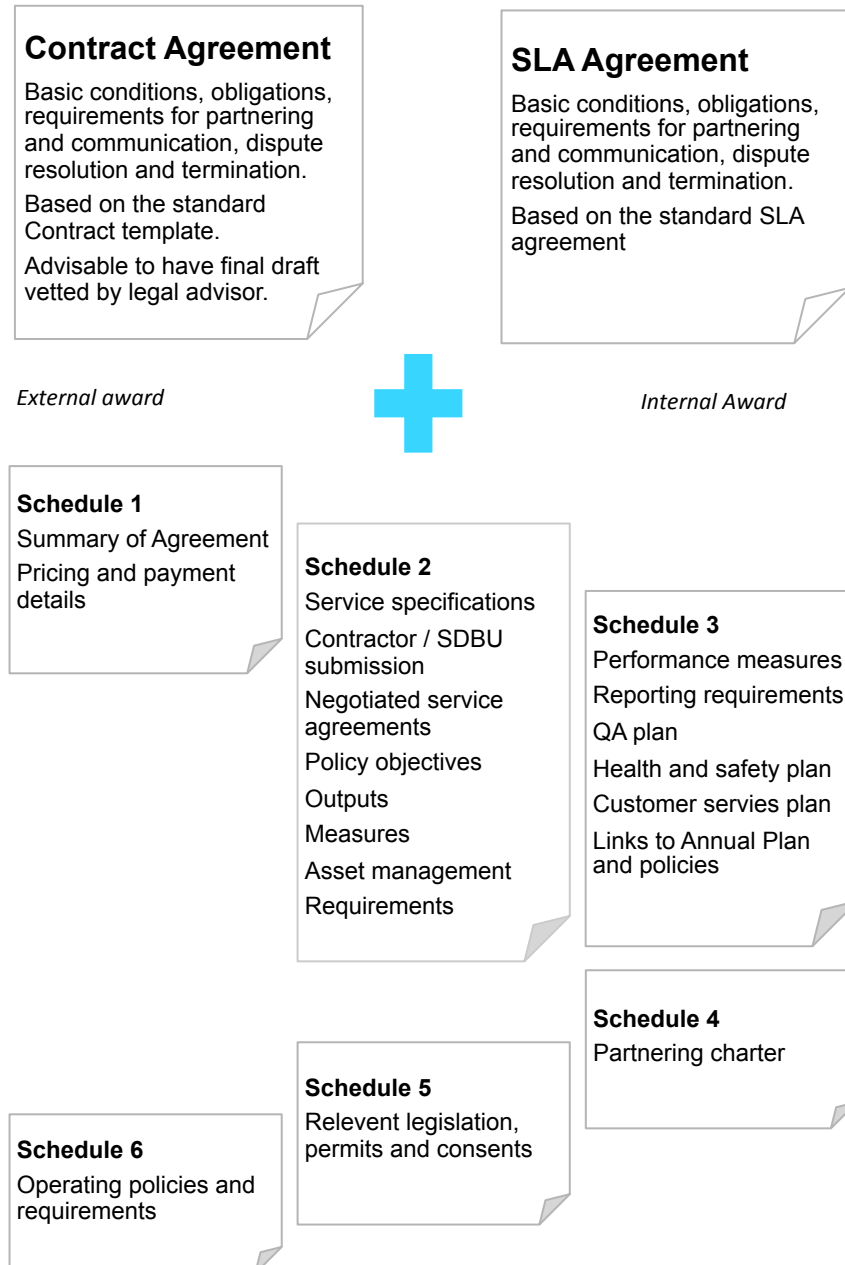 Contract Agreement
Basic conditions, obligations,
requirements for partnering
and communication, dispute
resolution and termination.
Based on the standard
Contract template.
Advisable to have final draft
vetted by legal advisor.
SLA Agreement
Basic conditions, obligations,
requirements for partnering
and communication, dispute
resolution and termination.
Based on the standard SLA
agreement
External award
Internal Award
Schedule 1
Summary of Agreement
Pricing and payment
details
Schedule 2
Service specifications
Contractor / SDBU
submission
Negotiated service
agreements
Policy objectives
Outputs
Measures
Asset management
Requirements
Schedule 3
Performance measures
Reporting requirements
QA plan
Health and safety plan
Customer servies plan
Links to Annual Plan
and policies
Schedule 4
Partnering charter
Schedule 5
Relevent legislation,
permits and consents
Schedule 6
Operating policies and
requirements